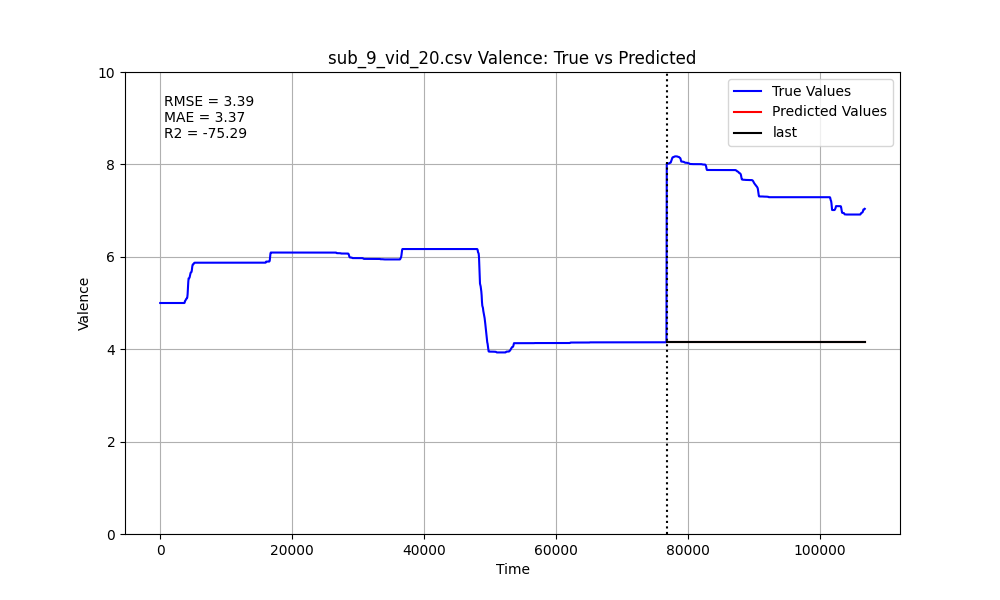 sub_9_vid_20.csv Valence: True vs Predicted
RMSE = 3.39
MAE = 3.37
R2 = -75.29
True Values
Predicted Values
last
10
8
6
4
2
0
Valence
0 20000 40000 60000 80000 100000
Time